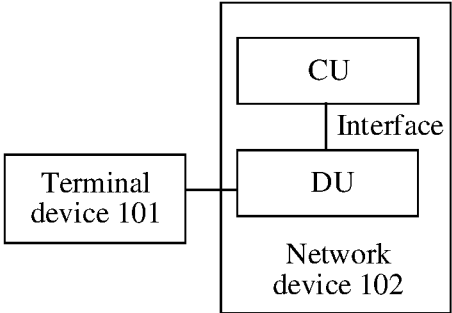 CU
Interface
DU
Terminal
device 101
Network
device 102